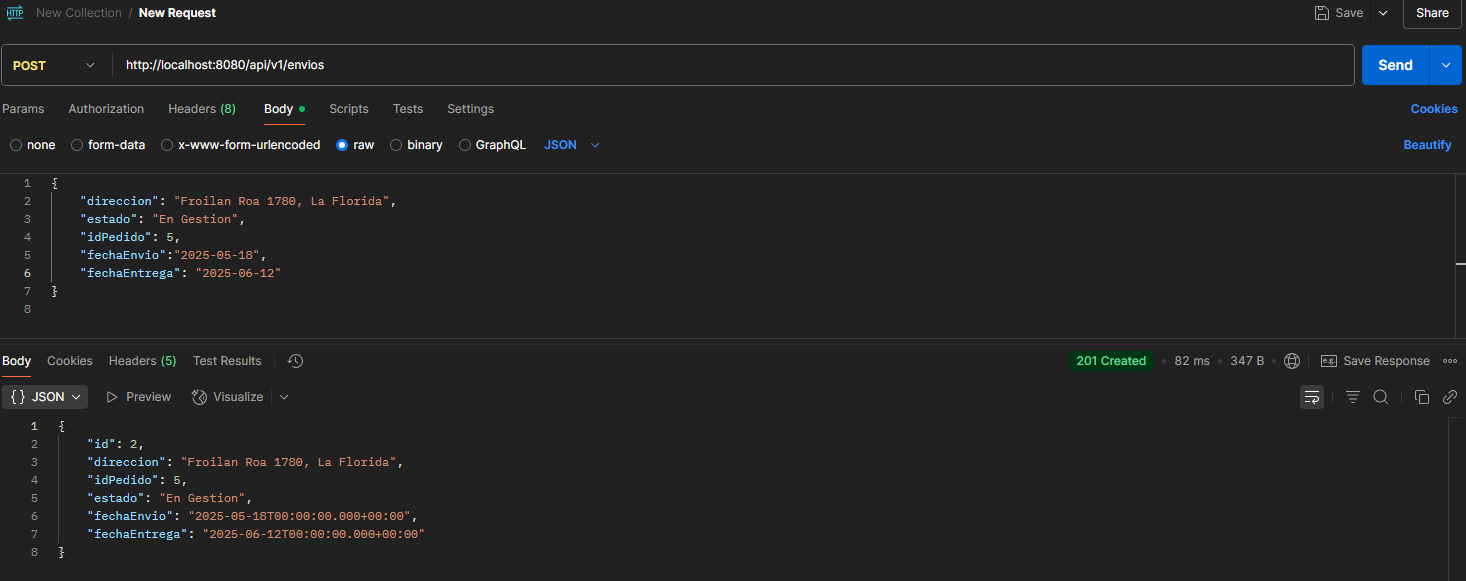 HTTP New Collection / New Request Save Share
POST http://localhost:8080/api/v1/envios Send
Params Authorization Headers (8) Body Scripts Tests Settings Cookies
none form-data x-www-form-urlencoded raw binary GraphQL JSON Beautify
1 {
2 "direccion": "Froilan Roa 1780, La Florida",
3 "estado": "En Gestion",
4 "idPedido": 5,
5 "fechaEnvio":"2025-05-18",
6 "fechaEntrega": "2025-06-12"
7 }
8
Body Cookies Headers (5) Test Results 201 Created • 82 ms • 347 B • e.g. Save Response
{} JSON Preview Visualize
1 {
2 "id": 2,
3 "direccion": "Froilan Roa 1780, La Florida",
4 "idPedido": 5,
5 "estado": "En Gestion",
6 "fechaEnvio": "2025-05-18T00:00:00.000+00:00",
7 "fechaEntrega": "2025-06-12T00:00:00.000+00:00"
8 }